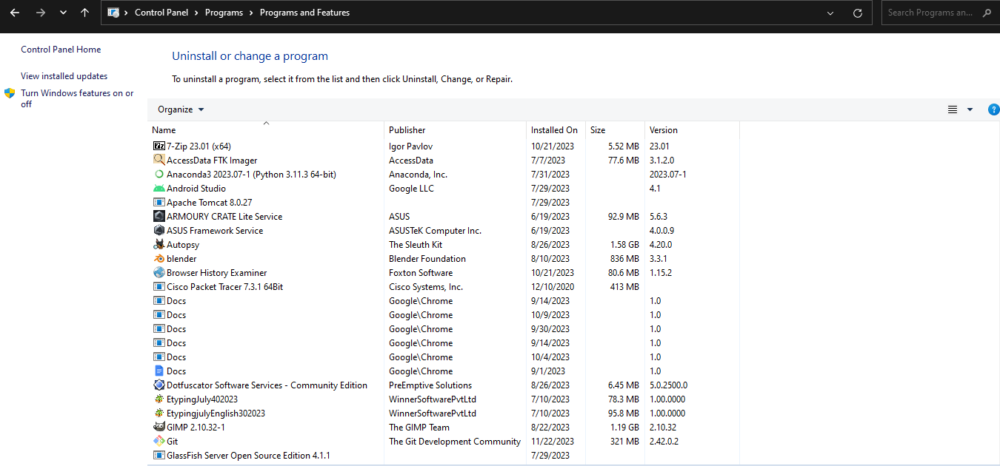 Control Panel > Programs > Programs and Features
Search Programs an...
Control Panel Home
View installed updates
Turn Windows features on or
off
Uninstall or change a program
To uninstall a program, select it from the list and then click Uninstall, Change, or Repair.
Organize
Name Publisher Installed On Size Version
7-Zip 23.01 (x64) Igor Pavlov 10/21/2023 5.52 MB 23.01
AccessData FTK Imager AccessData 7/7/2023 77.6 MB 3.1.2.0
Anaconda3 2023.07-1 (Python 3.11.3 64-bit) Anaconda, Inc. 7/31/2023 2023.07-1
Android Studio Google LLC 7/29/2023 4.1
Apache Tomcat 8.0.27 7/29/2023
ARMOURY CRATE Lite Service ASUS 6/19/2023 92.9 MB 5.6.3
ASUS Framework Service ASUSTeK Computer Inc. 6/19/2023 4.0.0.9
Autopsy The Sleuth Kit 8/26/2023 1.58 GB 4.20.0
blender Blender Foundation 8/10/2023 836 MB 3.3.1
Browser History Examiner Foxton Software 10/21/2023 80.6 MB 1.15.2
Cisco Packet Tracer 7.3.1 64Bit Cisco Systems, Inc. 12/10/2020 413 MB
Docs Google\Chrome 9/14/2023 1.0
Docs Google\Chrome 10/9/2023 1.0
Docs Google\Chrome 9/30/2023 1.0
Docs Google\Chrome 9/14/2023 1.0
Docs Google\Chrome 10/4/2023 1.0
Docs Google\Chrome 9/1/2023 1.0
Dotfuscator Software Services - Community Edition PreEmptive Solutions 8/26/2023 6.45 MB 5.0.2500.0
EtypingJuly402023 WinnerSoftwarePvtLtd 7/10/2023 78.3 MB 1.00.0000
EtypingjulyEnglish302023 WinnerSoftwarePvtLtd 7/10/2023 95.8 MB 1.00.0000
GIMP 2.10.32-1 The GIMP Team 8/22/2023 1.19 GB 2.10.32
Git The Git Development Community 11/22/2023 321 MB 2.42.0.2
GlassFish Server Open Source Edition 4.1.1 7/29/2023